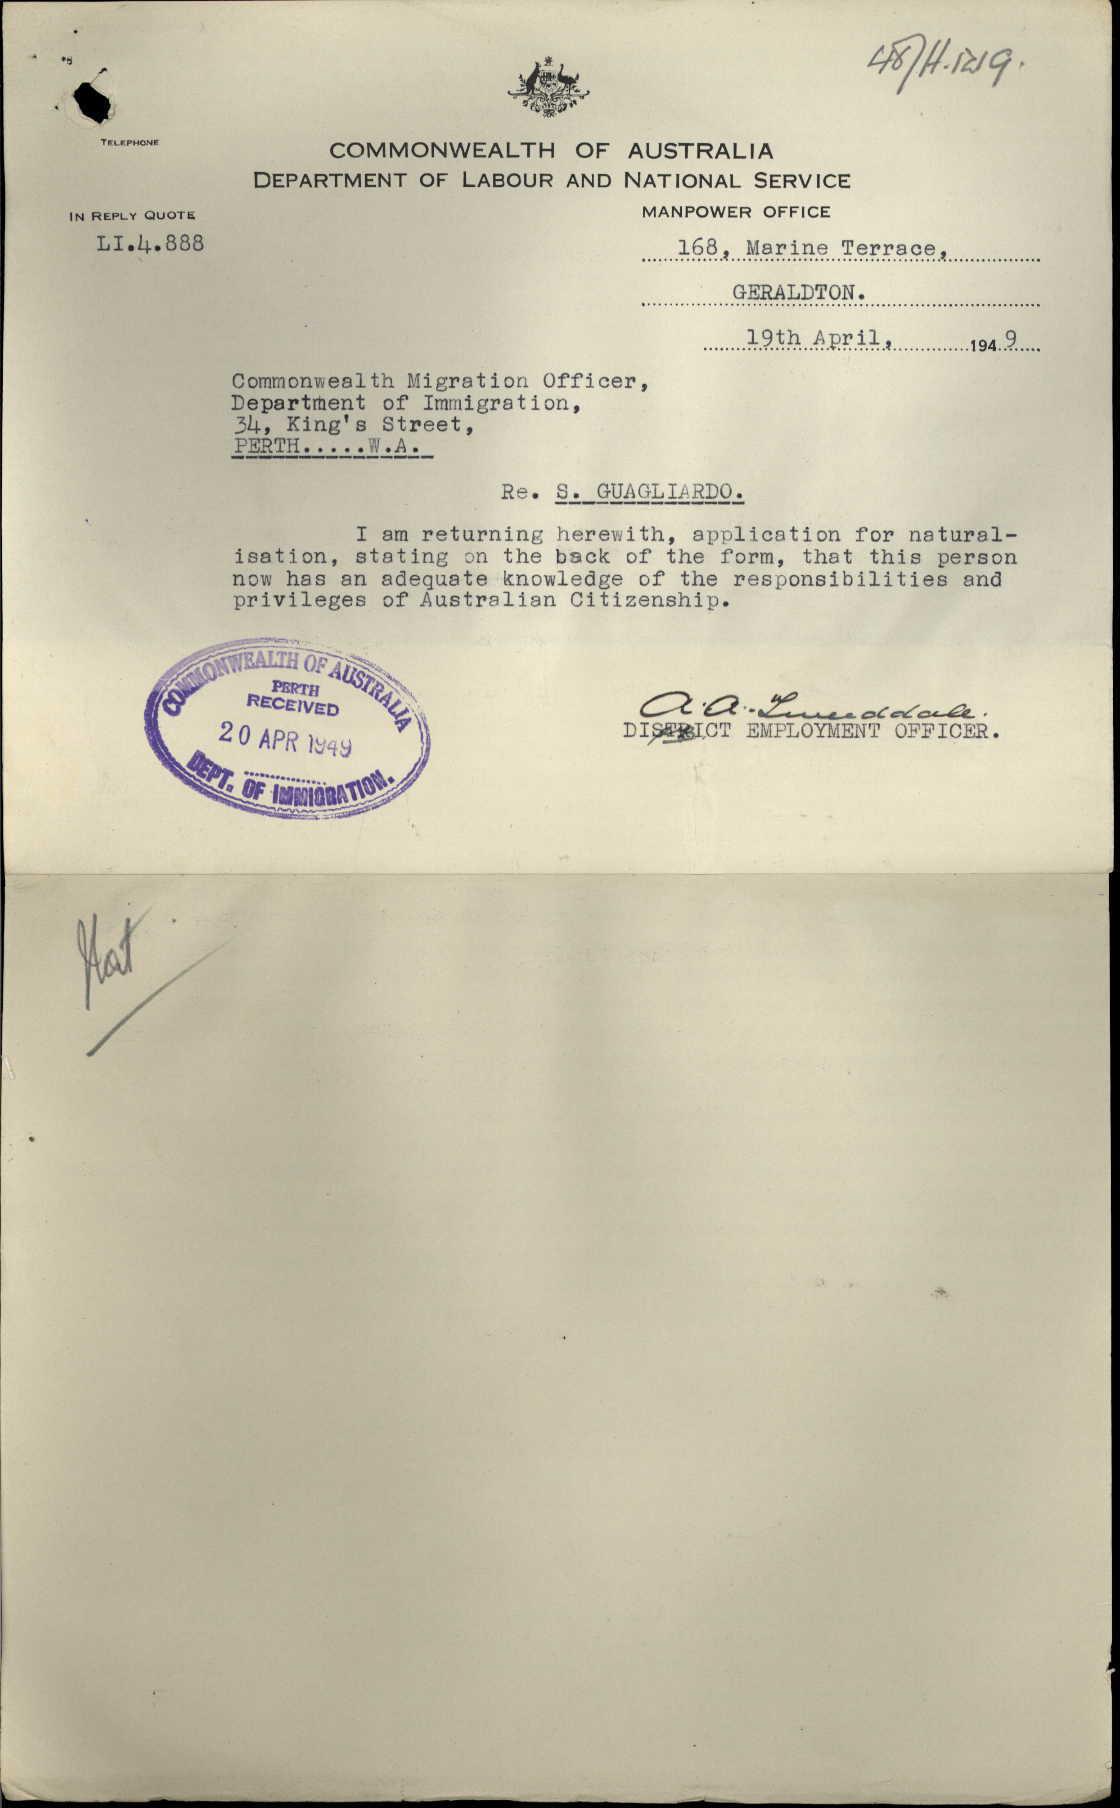 48/H.1219.
TELEPHONE
COMMONWEALTH OF AUSTRALIA
DEPARTMENT OF LABOUR AND NATIONAL SERVICE
IN REPLY QUOTE
LI.4.888
MANPOWER OFFICE
168, Marine Terrace,
GERALDTON.
19th April, 1949
Commonwealth Migration Officer,
Department of Immigration,
34, King's Street,
PERTH.....W.A.
Re. S. GUAGLIARDO.
I am returning herewith, application for natural-
isation, stating on the back of the form, that this person
now has an adequate knowledge of the responsibilities and
privileges of Australian Citizenship.
COMMONWEALTH OF AUSTRALIA
PERTH
RECEIVED
20 APR 1949
DEPT. OF IMMIGRATION.
A. A. Tweeddale.
DISTRICT EMPLOYMENT OFFICER.
Nat